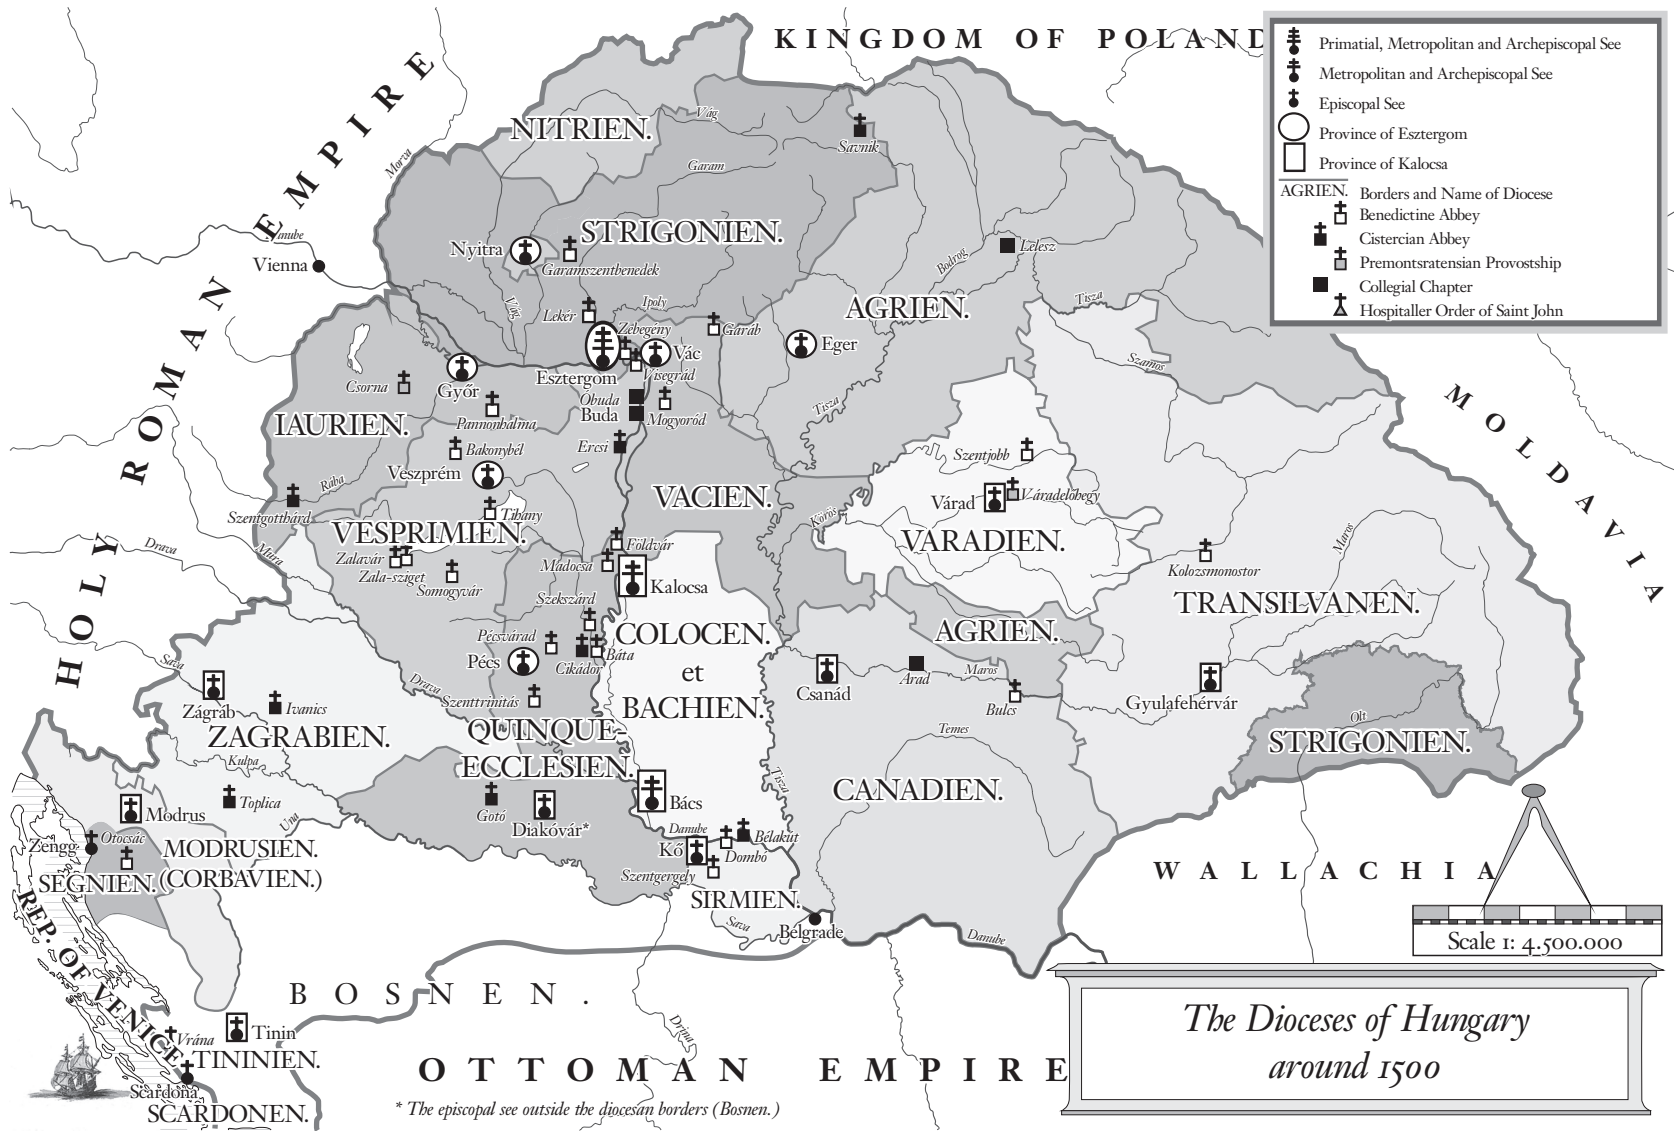 KINGDOM OF POLAND
HOLY ROMAN EMPIRE
MOLDAVIA
WALLACHIA
OTTOMAN EMPIRE
REP. OF VENICE
BOSNEN.
Primatial, Metropolitan and Archepiscopal See
Metropolitan and Archepiscopal See
Episcopal See
Province of Esztergom
Province of Kalocsa
AGRIEN. Borders and Name of Diocese
Benedictine Abbey
Cistercian Abbey
Premontsratensian Provostship
Collegial Chapter
Hospitaller Order of Saint John
NITRIEN.
Vág
Savnik
Morva
Garam
STRIGONIEN.
Nyitra
Garamszentbenedek
Danube
Vienna
Lelesz
Bodrog
Vág
Ipoly
Lekér
Zebegény
Garáb
AGRIEN.
Tisza
Eger
Vác
Visegrád
Esztergom
Győr
Csorna
Szamos
Óbuda
Buda
Mogyoród
Pannonhalma
IAURIEN.
Tisza
Ercsi
Bakonybél
Veszprém
Szentjobb
Rába
Szentgotthárd
VACIEN.
Várad
Váradelőhegy
Tihany
VESPRIMIEN.
Körös
VARADIEN.
Maros
Drava
Mura
Zalavár
Zala-sziget
Somogyvár
Földvár
Mádocsa
Kalocsa
Kolozsmonostor
Szekszárd
TRANSILVANEN.
COLOCEN.
et
BACHIEN.
AGRIEN.
Pécsvárad
Pécs
Cikádor
Báta
Sava
Drava
Szenttrinitás
Csanád
Arad
Maros
Bulcs
Gyulafehérvár
Zágráb
Ivanics
ZAGRABIEN.
Kulpa
QUINQUE-
ECCLESIEN.
Temes
Olt
STRIGONIEN.
Tisza
CANADIEN.
Bács
Modrus
Toplica
Una
Gotó
Diakóvár*
Danube
Bélakút
Kő
Dombó
Szentgergely
SIRMIEN.
Zengg
Otocsác
MODRUSIEN.
(CORBAVIEN.)
SEGNIEN.
Sava
Belgrade
Danube
Drina
Tinin
Vrána
TININIEN.
Scardona
SCARDONEN.
* The episcopal see outside the diocesan borders (Bosnen.)
Scale 1: 4.500.000
The Dioceses of Hungary
around 1500